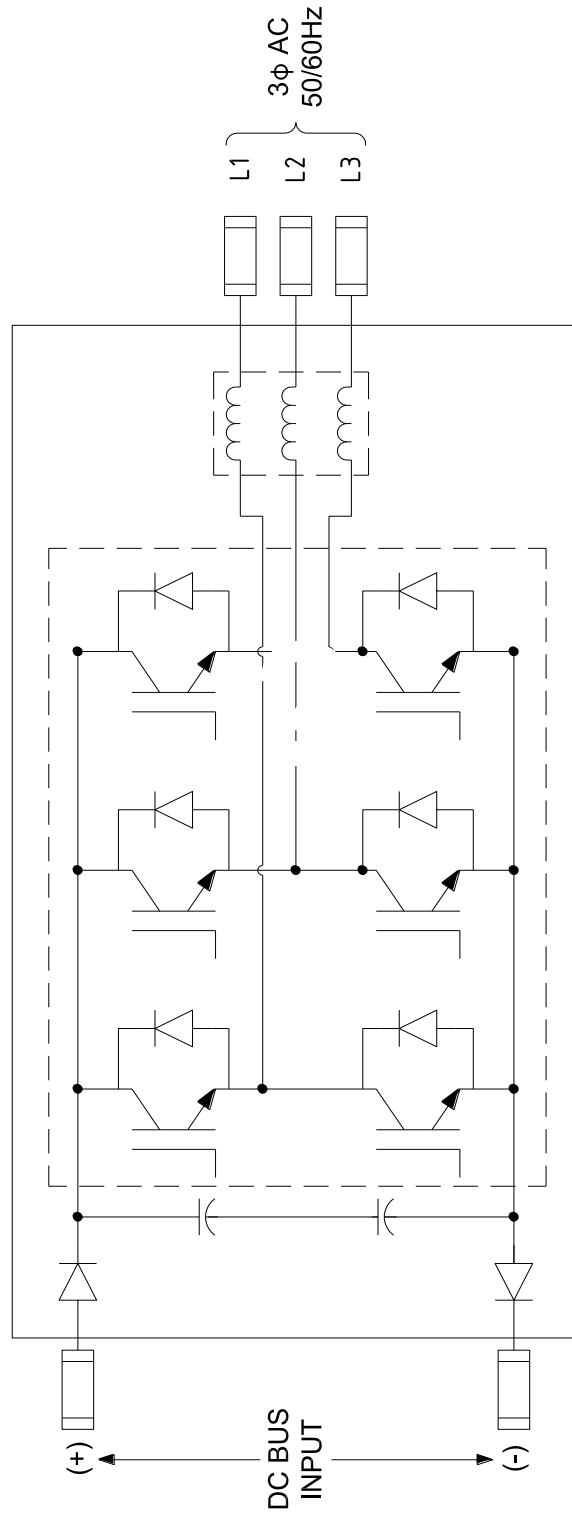 3ϕ AC
50/60Hz
L1
L2
L3
(+)
DC BUS
INPUT
(-)